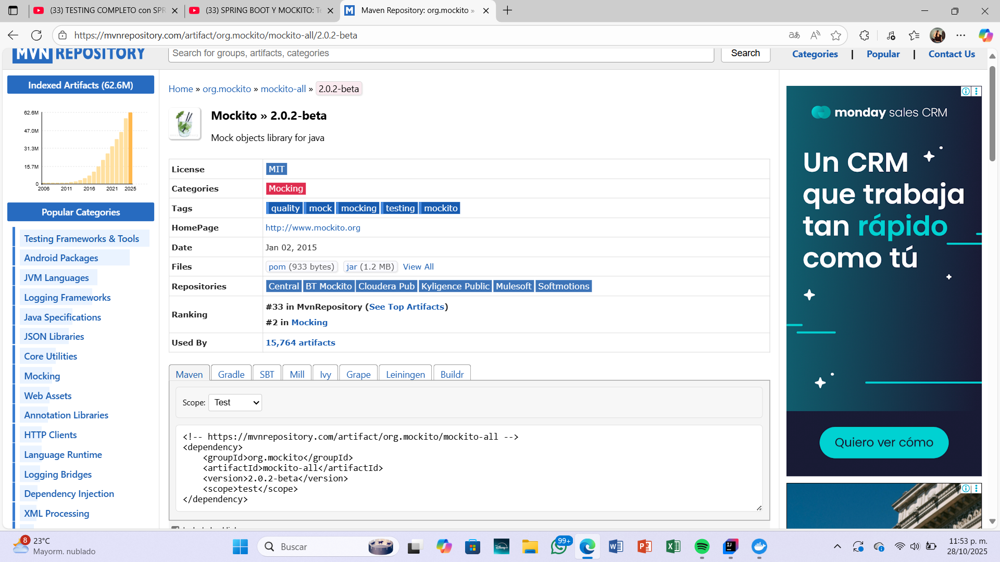 (33) TESTING COMPLETO con SPR
(33) SPRING BOOT Y MOCKITO: Te
Maven Repository: org.mockito »
https://mvnrepository.com/artifact/org.mockito/mockito-all/2.0.2-beta
MVN REPOSITORY
Search for groups, artifacts, categories
Search
Categories | Popular | Contact Us
Indexed Artifacts (62.6M)
62.6M
47.0M
31.3M
15.7M
0
2006 2011 2016 2021 2025
Popular Categories
Testing Frameworks & Tools
Android Packages
JVM Languages
Logging Frameworks
Java Specifications
JSON Libraries
Core Utilities
Mocking
Web Assets
Annotation Libraries
HTTP Clients
Language Runtime
Logging Bridges
Dependency Injection
XML Processing
Home » org.mockito » mockito-all » 2.0.2-beta
Mockito » 2.0.2-beta
Mock objects library for java
License MIT
Categories Mocking
Tags quality mock mocking testing mockito
HomePage http://www.mockito.org
Date Jan 02, 2015
Files pom (933 bytes) jar (1.2 MB) View All
Repositories Central BT Mockito Cloudera Pub Kyligence Public Mulesoft Softmotions
Ranking #33 in MvnRepository (See Top Artifacts)
#2 in Mocking
Used By 15,764 artifacts
Maven Gradle SBT Mill Ivy Grape Leiningen Buildr
Scope: Test
<!-- https://mvnrepository.com/artifact/org.mockito/mockito-all -->
<dependency>
    <groupId>org.mockito</groupId>
    <artifactId>mockito-all</artifactId>
    <version>2.0.2-beta</version>
    <scope>test</scope>
</dependency>
monday sales CRM
Un CRM
que trabaja
tan rápido
como tú
Quiero ver cómo
8
23°C
Mayorm. nublado
Buscar
99+
11:53 p. m.
28/10/2025